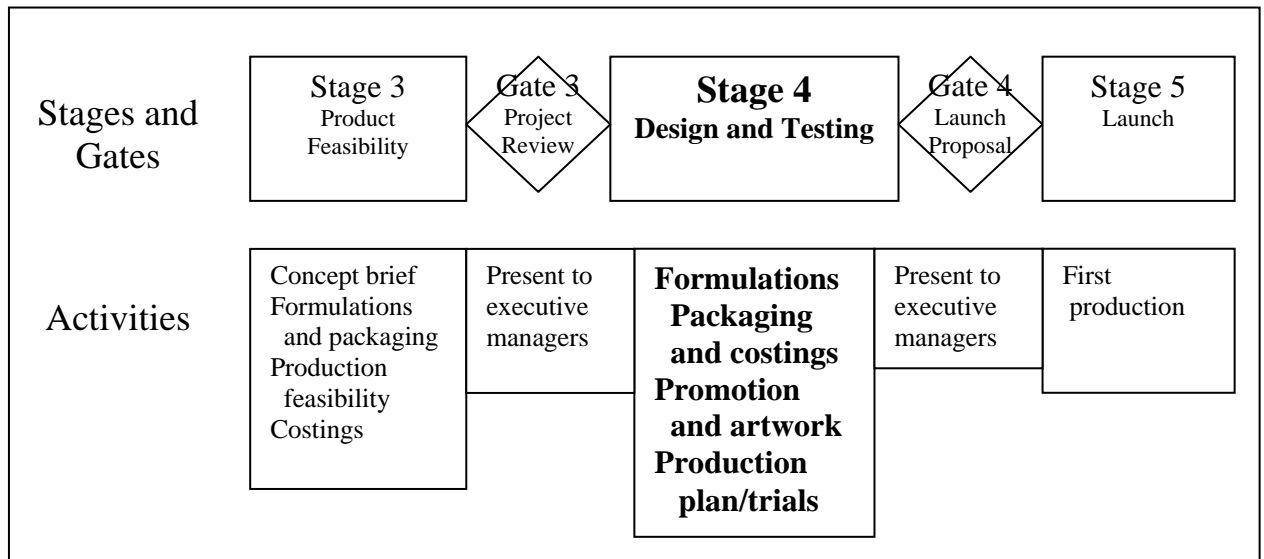 Stages and
Gates
Stage 3
Product
Feasibility
Gate 3
Project
Review
Stage 4
Design and Testing
Gate 4
Launch
Proposal
Stage 5
Launch
Activities
Concept brief
Formulations
and packaging
Production
feasibility
Costings
Present to
executive
managers
Formulations
Packaging
and costings
Promotion
and artwork
Production
plan/trials
Present to
executive
managers
First
production